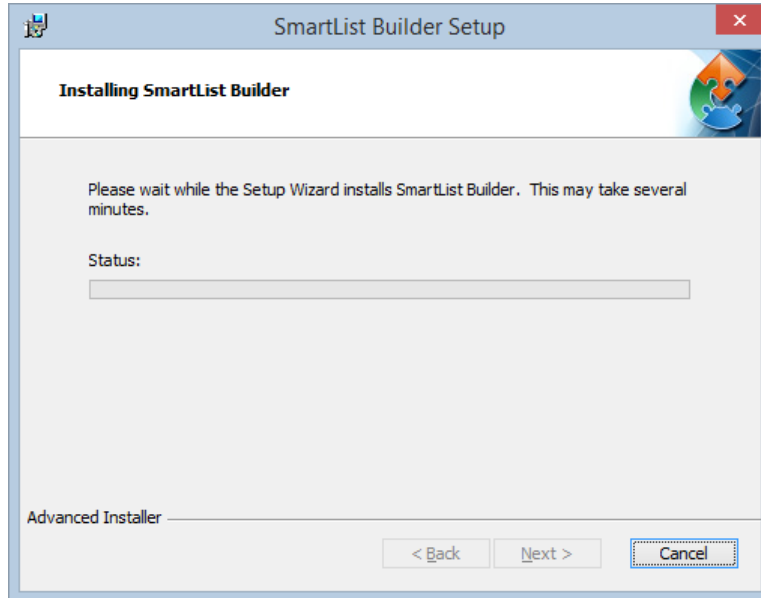 SmartList Builder Setup
Installing SmartList Builder
Please wait while the Setup Wizard installs SmartList Builder. This may take several
minutes.
Status:
Advanced Installer
< Back Next > Cancel